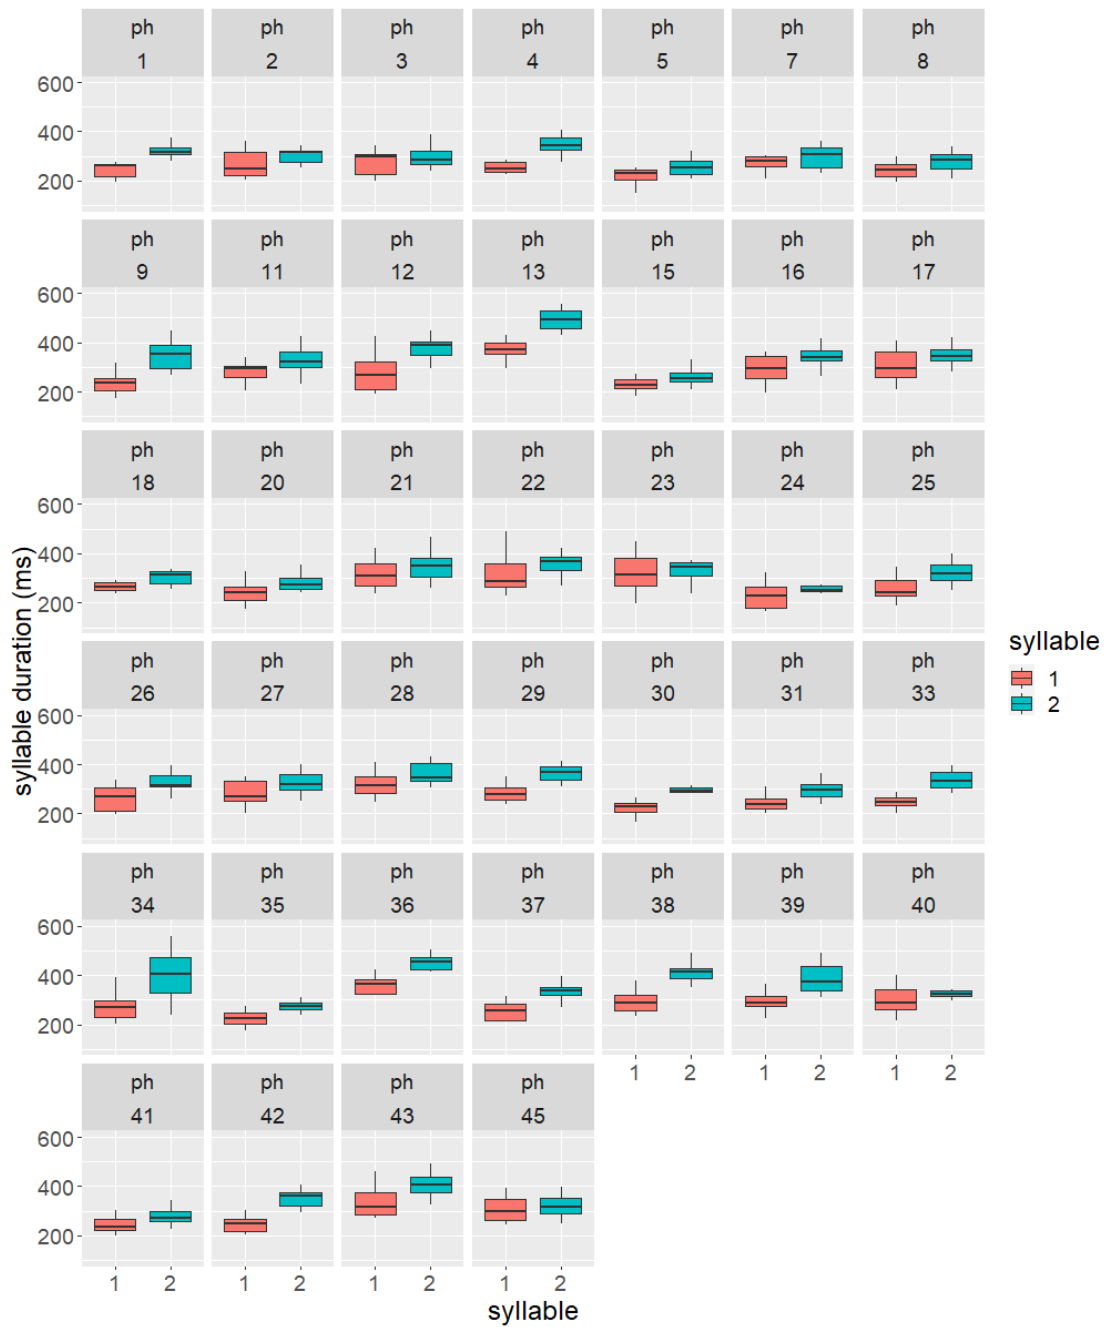 ph ph ph ph ph ph ph
1 2 3 4 5 7 8
600
400
200
ph ph ph ph ph ph ph
9 11 12 13 15 16 17
600
400
200
ph ph ph ph ph ph ph
18 20 21 22 23 24 25
600
400
200
syllable duration (ms)
ph ph ph ph ph ph ph
26 27 28 29 30 31 33
600
400
200
syllable
1
2
ph ph ph ph ph ph ph
34 35 36 37 38 39 40
600
400
200
1 2 1 2 1 2
ph ph ph ph
41 42 43 45
600
400
200
1 2 1 2 1 2 1 2
syllable